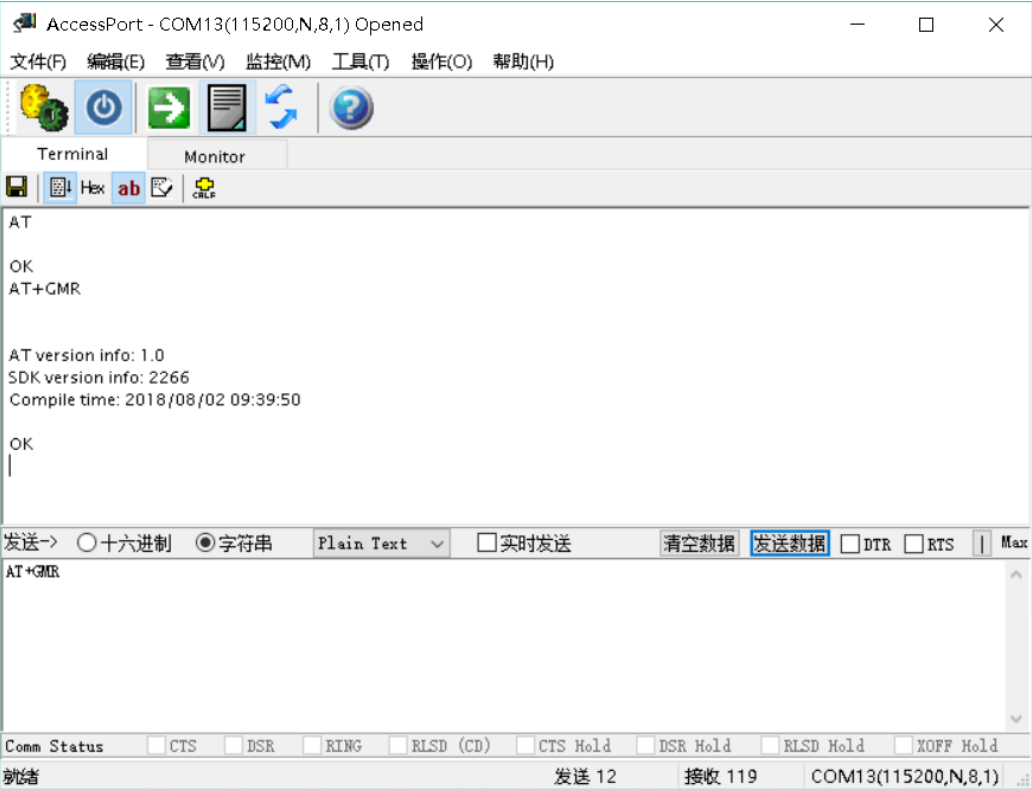 AccessPort - COM13(115200,N,8,1) Opened
文件(F) 编辑(E) 查看(V) 监控(M) 工具(T) 操作(O) 帮助(H)
Terminal Monitor
Hex ab CRLF
AT
OK
AT+GMR
AT version info: 1.0
SDK version info: 2266
Compile time: 2018/08/02 09:39:50
OK
发送-> 十六进制 字符串 Plain Text 实时发送 清空数据 发送数据 DTR RTS | Max
AT+GMR
Comm Status CTS DSR RING RLSD (CD) CTS Hold DSR Hold RLSD Hold XOFF Hold
就绪 发送 12 接收 119 COM13(115200,N,8,1)